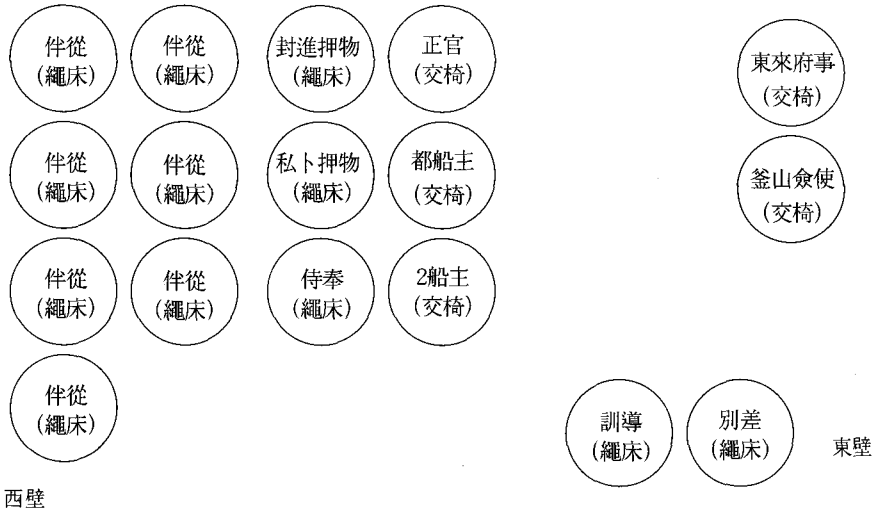 伴從
(繩床)
伴從
(繩床)
封進押物
(繩床)
正官
(交椅)
東來府事
(交椅)
伴從
(繩床)
伴從
(繩床)
私卜押物
(繩床)
都船主
(交椅)
釜山僉使
(交椅)
伴從
(繩床)
伴從
(繩床)
侍奉
(繩床)
2船主
(交椅)
伴從
(繩床)
訓導
(繩床)
別差
(繩床)
東壁
西壁